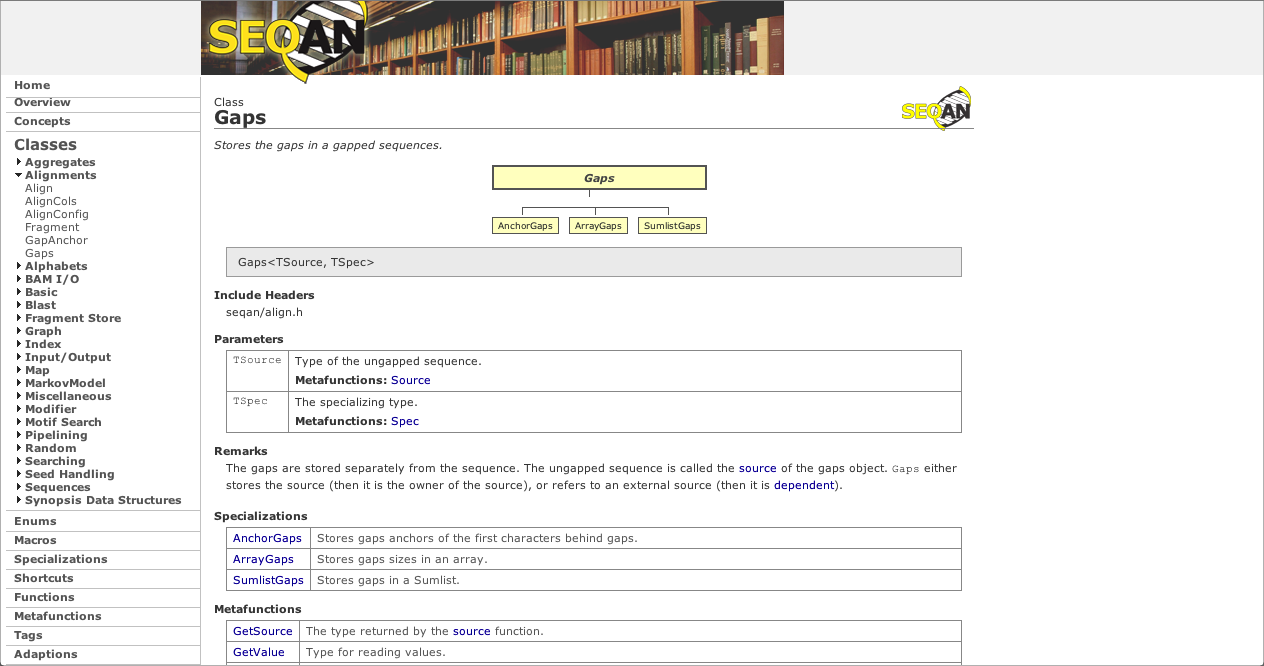 SEQAN
Home
Overview
Concepts
Classes
Aggregates
Alignments
Align
AlignCols
AlignConfig
Fragment
GapAnchor
Gaps
Alphabets
BAM I/O
Basic
Blast
Fragment Store
Graph
Index
Input/Output
Map
MarkovModel
Miscellaneous
Modifier
Motif Search
Pipelining
Random
Searching
Seed Handling
Sequences
Synopsis Data Structures
Enums
Macros
Specializations
Shortcuts
Functions
Metafunctions
Tags
Adaptions
Class
Gaps
SEQAN
Stores the gaps in a gapped sequences.
Gaps
AnchorGaps ArrayGaps SumlistGaps
Gaps<TSource, TSpec>
Include Headers
seqan/align.h
Parameters
TSource Type of the ungapped sequence.
Metafunctions: Source
TSpec The specializing type.
Metafunctions: Spec
Remarks
The gaps are stored separately from the sequence. The ungapped sequence is called the source of the gaps object. Gaps either
stores the source (then it is the owner of the source), or refers to an external source (then it is dependent).
Specializations
AnchorGaps Stores gaps anchors of the first characters behind gaps.
ArrayGaps Stores gaps sizes in an array.
SumlistGaps Stores gaps in a Sumlist.
Metafunctions
GetSource The type returned by the source function.
GetValue Type for reading values.